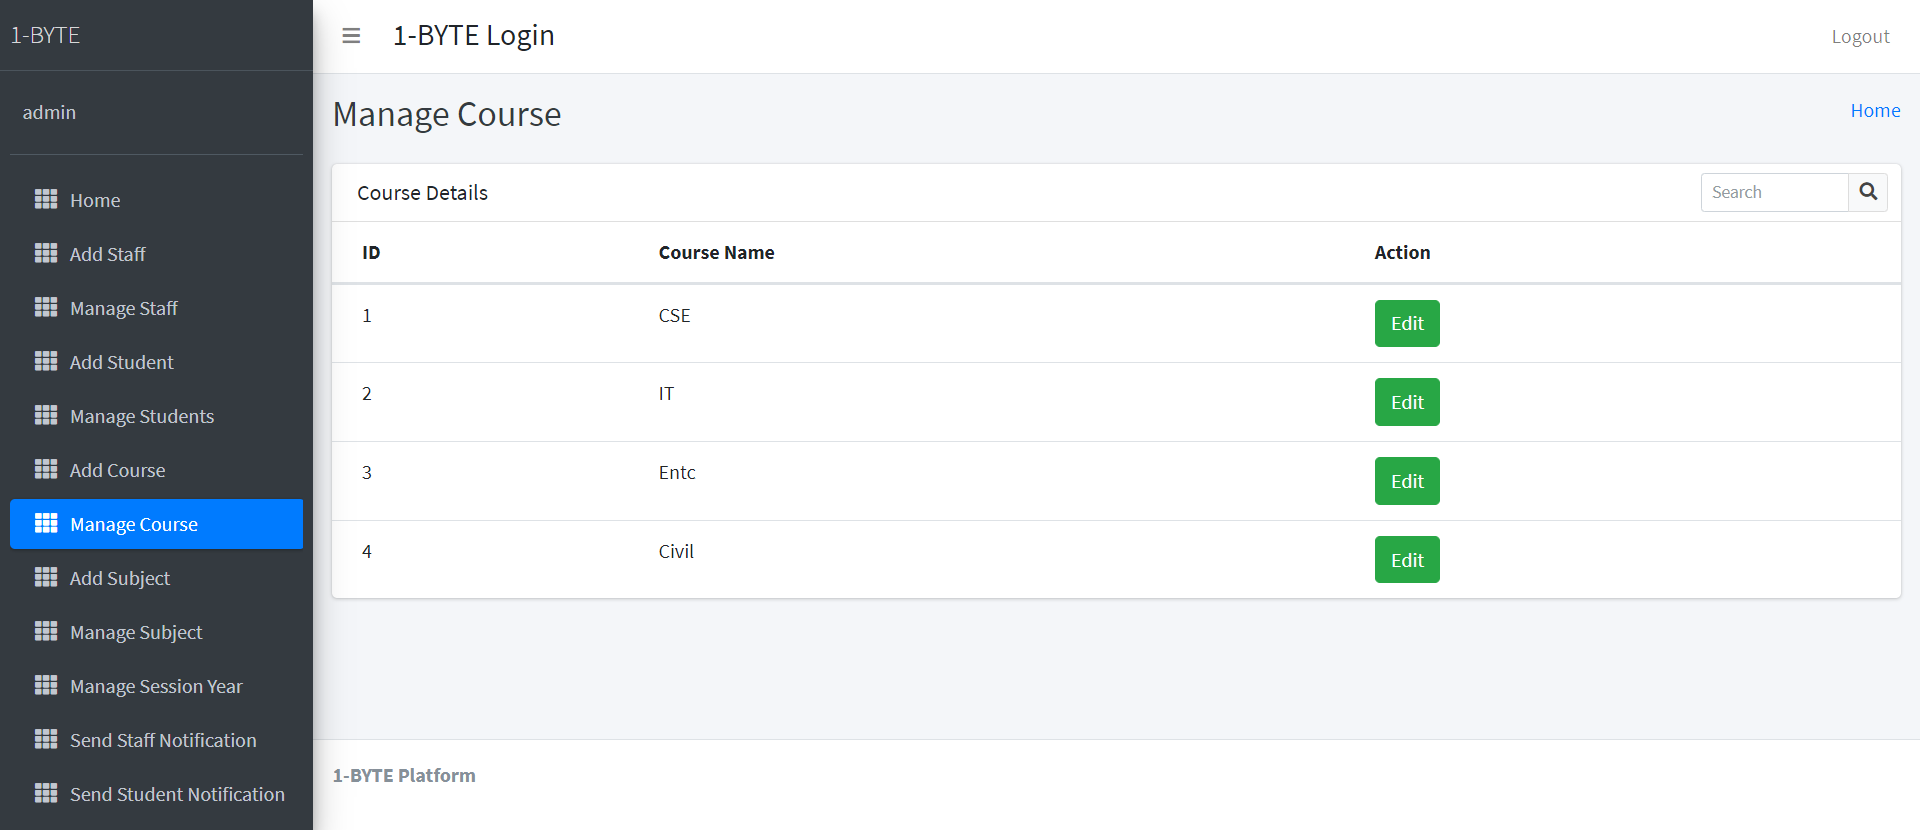 1-BYTE
admin
Home
Add Staff
Manage Staff
Add Student
Manage Students
Add Course
Manage Course
Add Subject
Manage Subject
Manage Session Year
Send Staff Notification
Send Student Notification
1-BYTE Login
Logout
Manage Course
Home
Course Details
Search
ID Course Name Action
1 CSE Edit
2 IT Edit
3 Entc Edit
4 Civil Edit
1-BYTE Platform